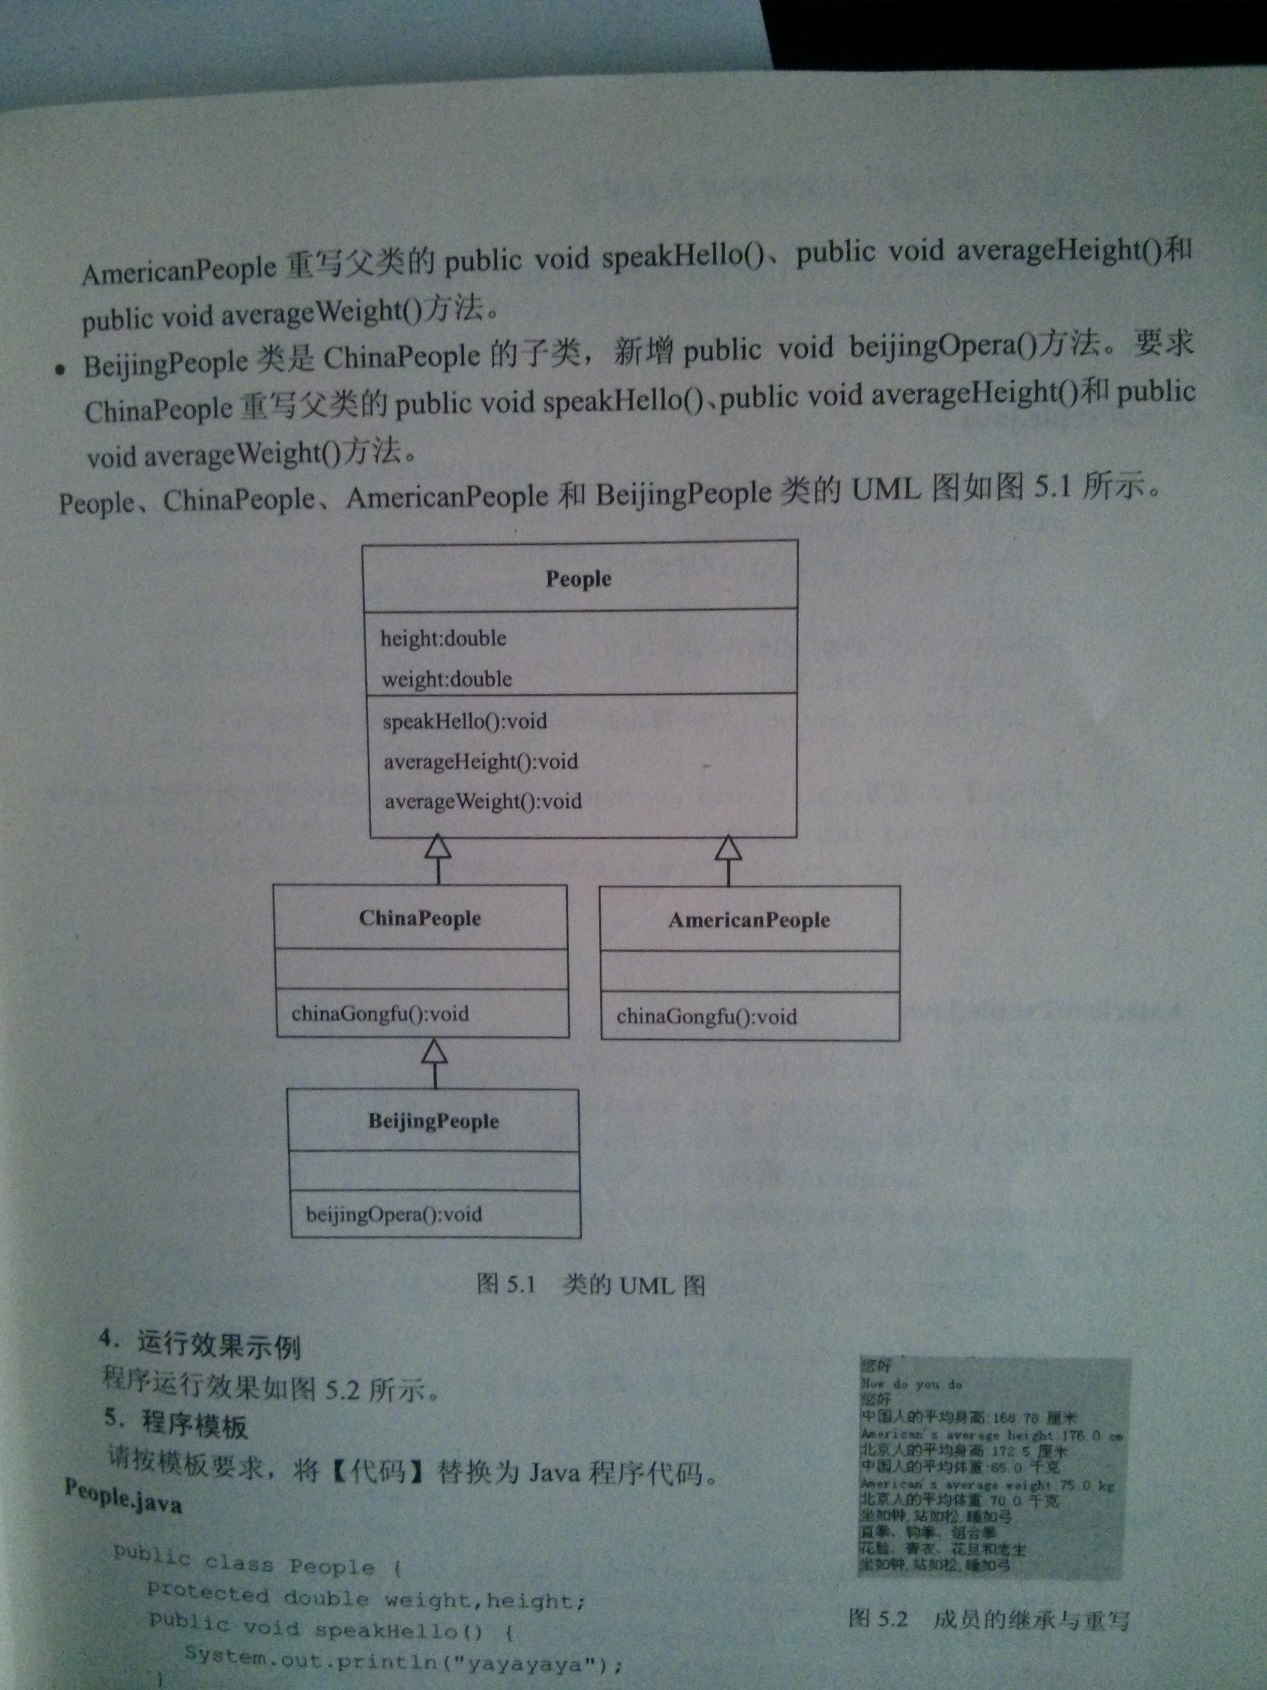 AmericanPeople 重写父类的 public void speakHello()、public void averageHeight()和
public void averageWeight()方法。
• BeijingPeople 类是 ChinaPeople 的子类，新增 public void beijingOpera()方法。要求
ChinaPeople 重写父类的 public void speakHello()、public void averageHeight()和 public
void averageWeight()方法。
People、ChinaPeople、AmericanPeople 和 BeijingPeople 类的 UML 图如图 5.1 所示。
People
height:double
weight:double
speakHello():void
averageHeight():void
averageWeight():void
ChinaPeople
chinaGongfu():void
AmericanPeople
chinaGongfu():void
BeijingPeople
beijingOpera():void
图 5.1 类的 UML 图
4．运行效果示例
程序运行效果如图 5.2 所示。
5．程序模板
请按模板要求，将【代码】替换为 Java 程序代码。
People.java
public class People {
protected double weight,height;
public void speakHello() {
System.out.println("yayayaya");
}
您好
How do you do
您好
中国人的平均身高:168.78 厘米
American's average height:176.0 cm
北京人的平均身高:172.5 厘米
中国人的平均体重:65.0 千克
American's average weight:75.0 kg
北京人的平均体重:70.0 千克
坐如钟,站如松,睡如弓
直拳、钩拳、组合拳
花脸、青衣、花旦和老生
坐如钟,站如松,睡如弓
图 5.2 成员的继承与重写